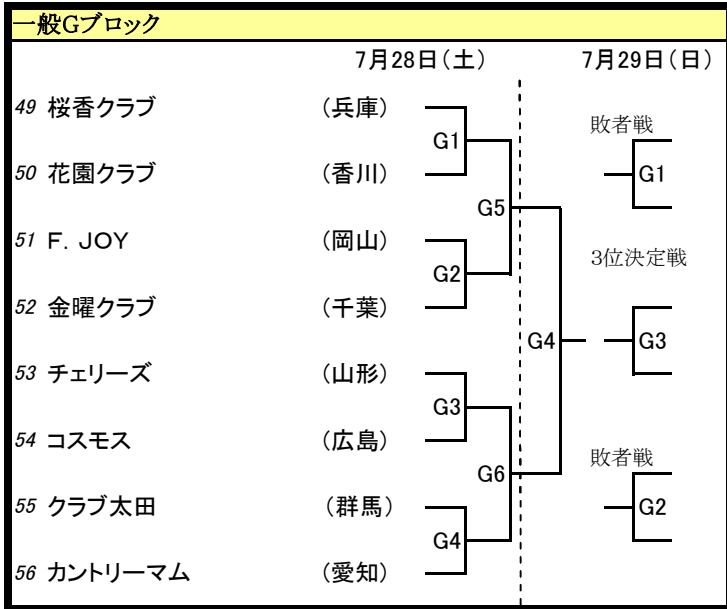 一般Gブロック
7月28日（土） 7月29日（日）
49 桜香クラブ （兵庫）
敗者戦
G1
G1
50 花園クラブ （香川）
G5
51 F．JOY （岡山）
3位決定戦
G2
52 金曜クラブ （千葉）
G4 G3
53 チェリーズ （山形）
G3
54 コスモス （広島）
敗者戦
G6
55 クラブ太田 （群馬） G2
G4
56 カントリーマム （愛知）